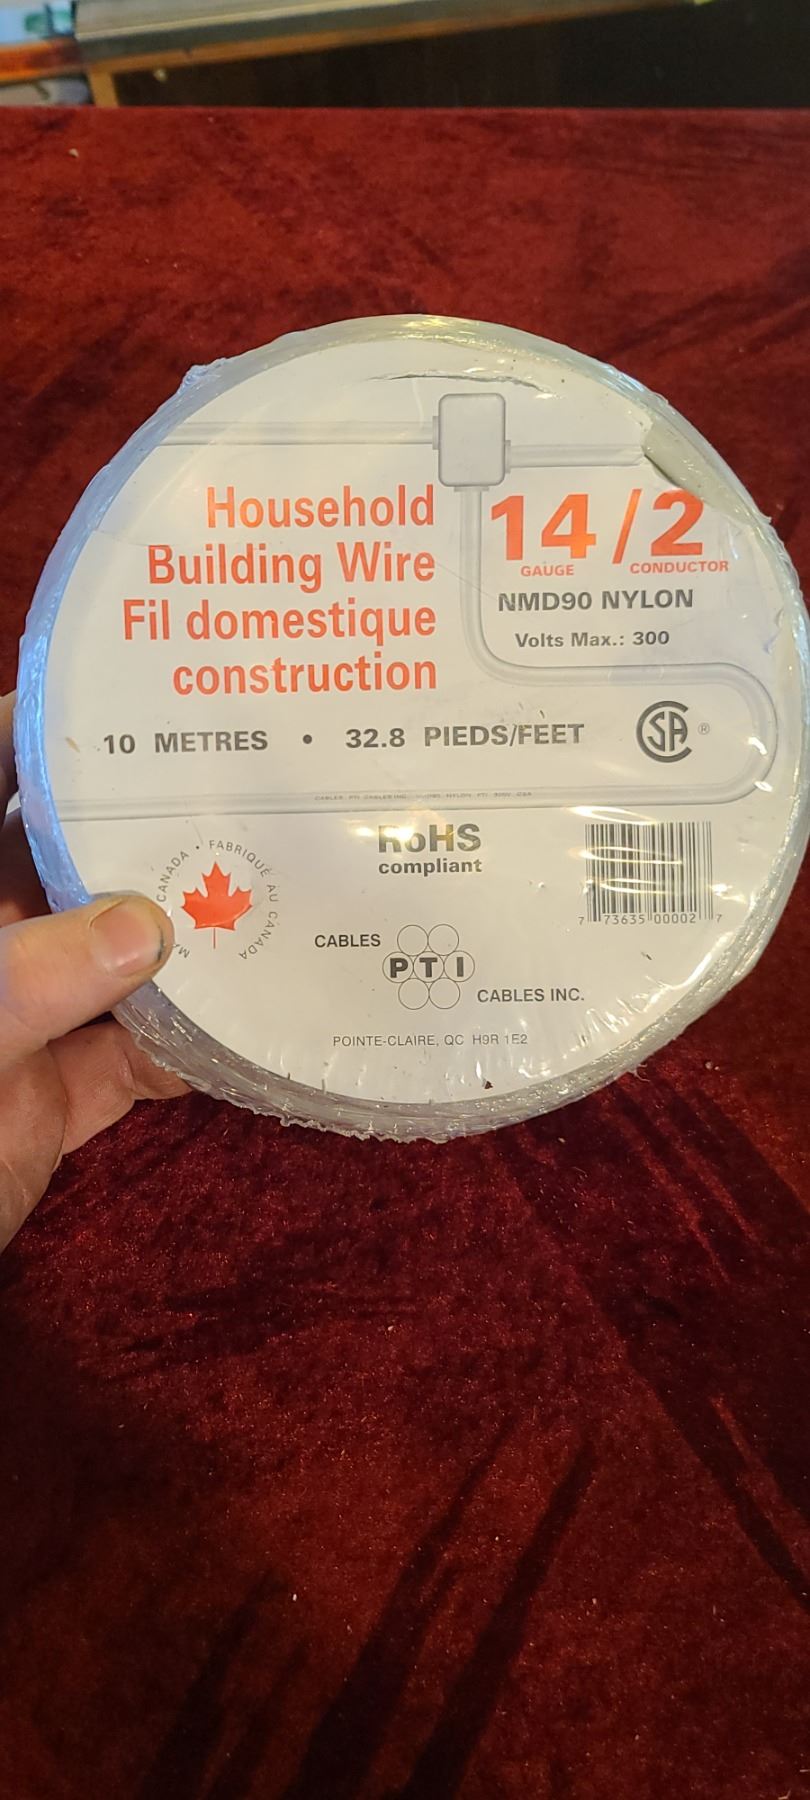 Household
Building Wire
Fil domestique
construction
14/2
GAUGE CONDUCTOR
NMD90 NYLON
Volts Max.: 300
10 METRES • 32.8 PIEDS/FEET
CSA ®
RoHS
compliant
CANADA • FABRIQUÉ AU CANADA
7 73635 00002 7
CABLES
PTI
CABLES INC.
POINTE-CLAIRE, QC H9R 1E2